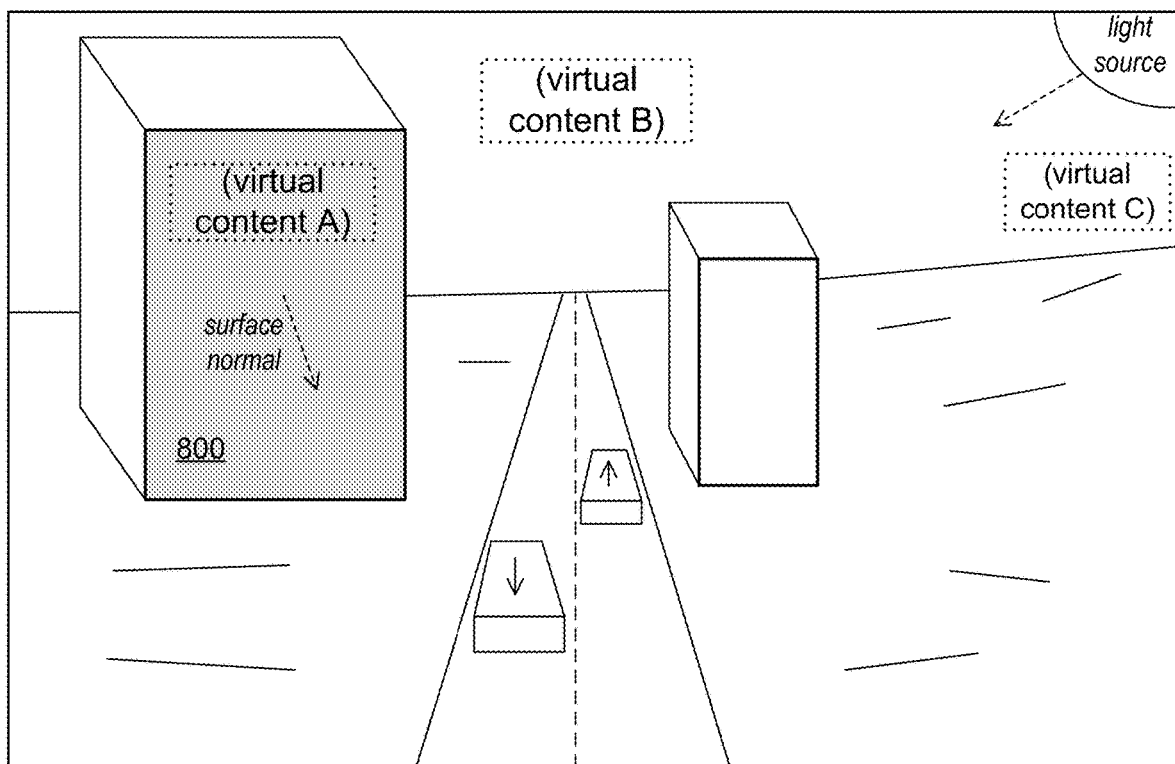 light
source
(virtual
content B)
(virtual
content A)
(virtual
content C)
surface
normal
800